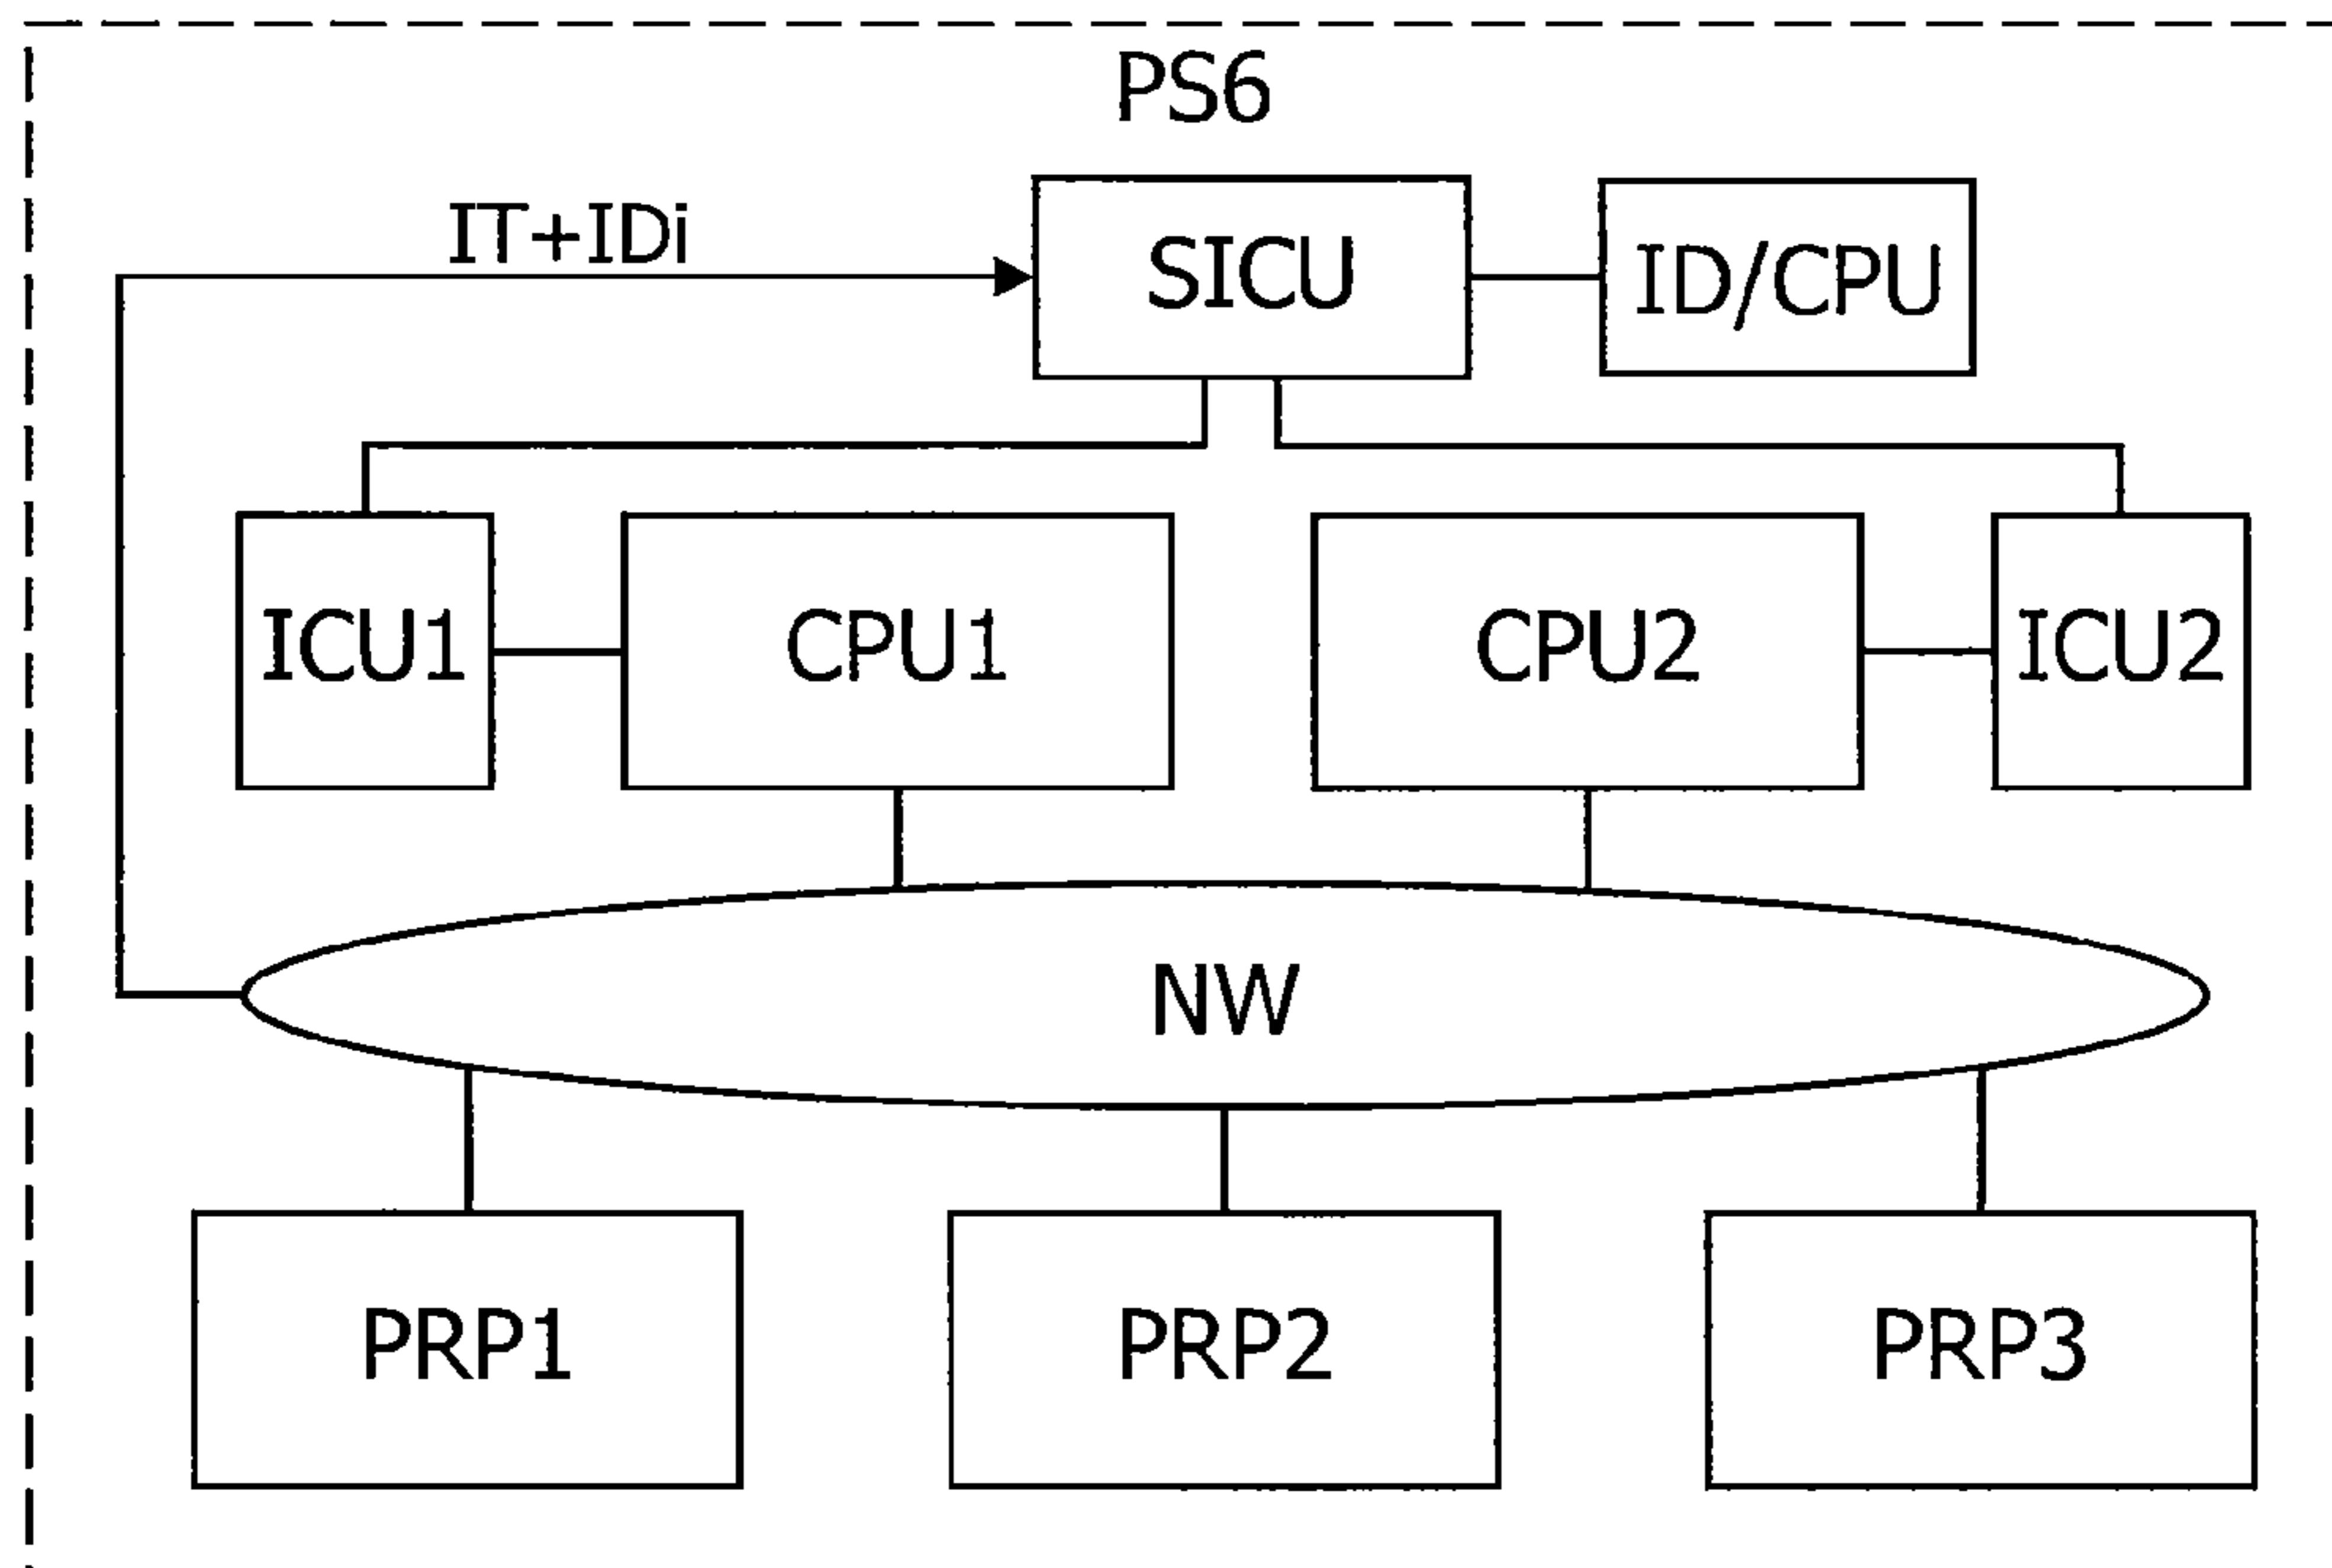 PS6
IT+IDi
SICU
ID/CPU
ICU1
CPU1
CPU2
ICU2
NW
PRP1
PRP2
PRP3